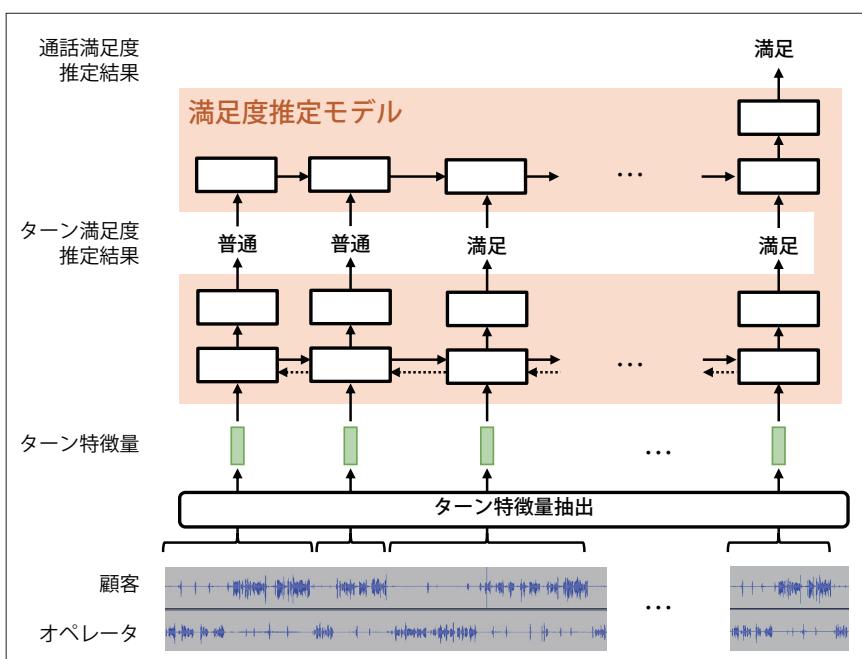 通話満足度
推定結果
満足
満足度推定モデル
…
ターン満足度
推定結果
普通
普通
満足
満足
…
ターン特徴量
…
ターン特徴量抽出
顧客
オペレータ
…